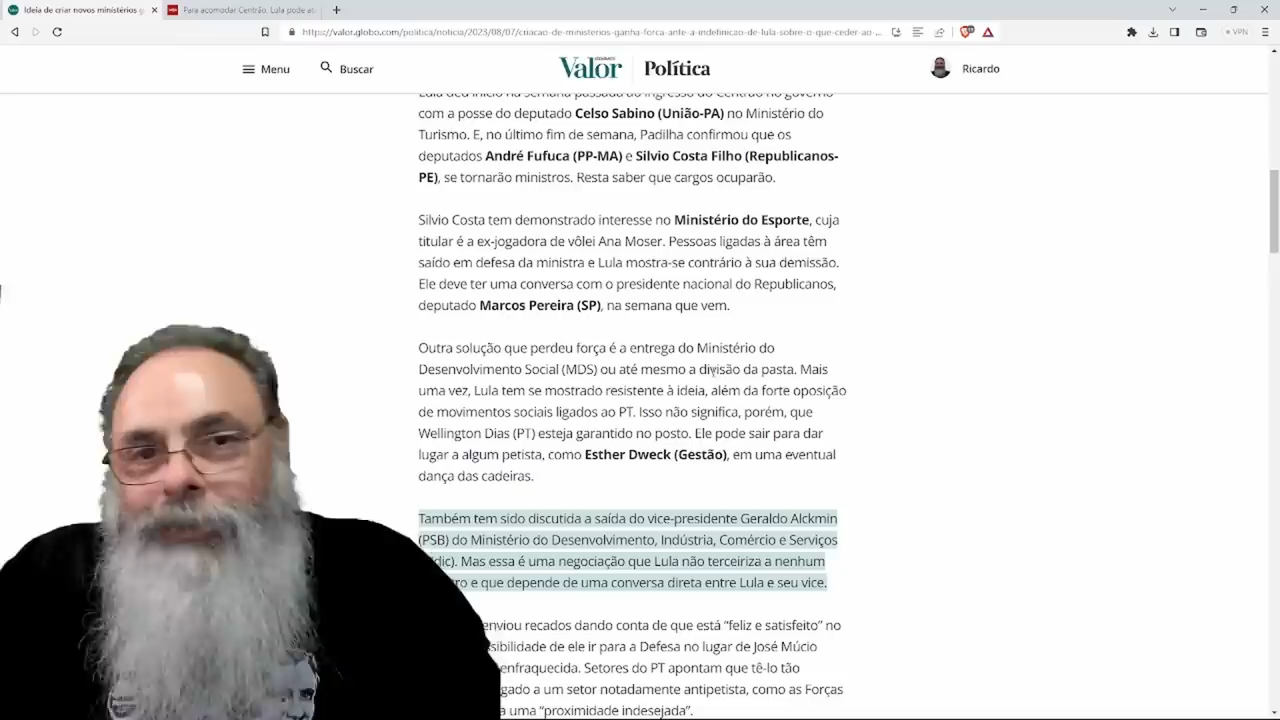 Ideia de criar novos ministérios g
Para acomodar Centrão, Lula pode at
https://valor.globo.com/politica/noticia/2023/08/07/criacao-de-ministerios-ganha-forca-ante-a-indefinicao-de-lula-sobre-o-que-ceder-ao-...
VPN
Menu
Buscar
Valor
Política
Ricardo
Lula deu início na semana passada ao ingresso do Centrão no governo
com a posse do deputado Celso Sabino (União-PA) no Ministério do
Turismo. E, no último fim de semana, Padilha confirmou que os
deputados André Fufuca (PP-MA) e Silvio Costa Filho (Republicanos-
PE), se tornarão ministros. Resta saber que cargos ocuparão.
Silvio Costa tem demonstrado interesse no Ministério do Esporte, cuja
titular é a ex-jogadora de vôlei Ana Moser. Pessoas ligadas à área têm
saído em defesa da ministra e Lula mostra-se contrário à sua demissão.
Ele deve ter uma conversa com o presidente nacional do Republicanos,
deputado Marcos Pereira (SP), na semana que vem.
Outra solução que perdeu força é a entrega do Ministério do
Desenvolvimento Social (MDS) ou até mesmo a divisão da pasta. Mais
uma vez, Lula tem se mostrado resistente à ideia, além da forte oposição
de movimentos sociais ligados ao PT. Isso não significa, porém, que
Wellington Dias (PT) esteja garantido no posto. Ele pode sair para dar
lugar a algum petista, como Esther Dweck (Gestão), em uma eventual
dança das cadeiras.
Também tem sido discutida a saída do vice-presidente Geraldo Alckmin
(PSB) do Ministério do Desenvolvimento, Indústria, Comércio e Serviços
dic). Mas essa é uma negociação que Lula não terceiriza a nenhum
ro e que depende de uma conversa direta entre Lula e seu vice.
enviou recados dando conta de que está “feliz e satisfeito” no
sibilidade de ele ir para a Defesa no lugar de José Múcio
enfraquecida. Setores do PT apontam que tê-lo tão
gado a um setor notadamente antipetista, como as Forças
a uma “proximidade indesejada”.